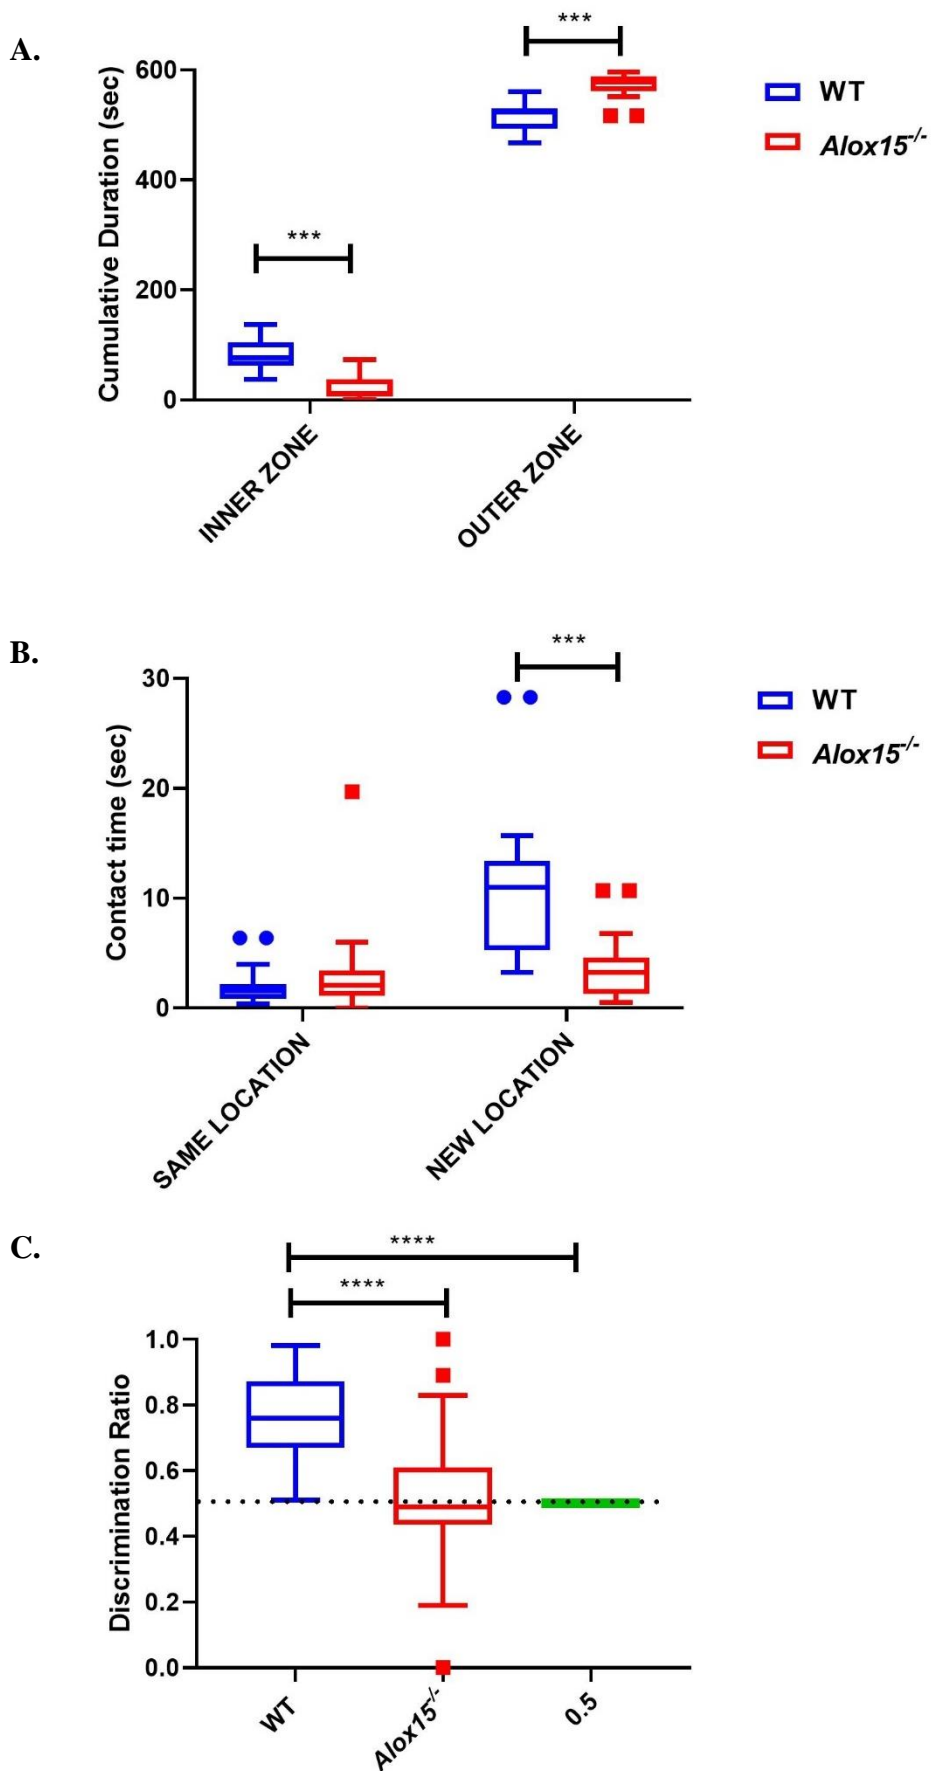 A.
***
600
400
200
0
Cumulative Duration (sec)
***
WT
Alox15-/-
INNER ZONE
OUTER ZONE
B.
***
30
20
10
0
Contact time (sec)
WT
Alox15-/-
SAME LOCATION
NEW LOCATION
C.
****
****
1.0
0.8
0.6
0.4
0.2
0.0
Discrimination Ratio
WT
Alox15-/-
0.5